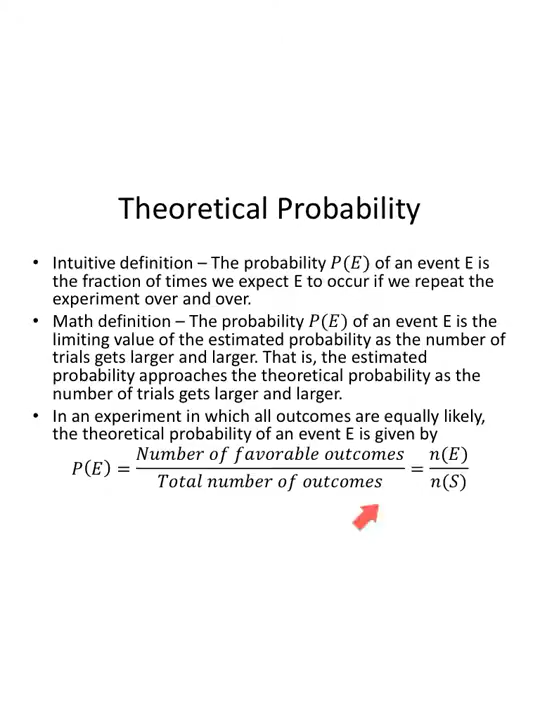 Theoretical Probability
• Intuitive definition – The probability P(E) of an event E is
the fraction of times we expect E to occur if we repeat the
experiment over and over.
• Math definition – The probability P(E) of an event E is the
limiting value of the estimated probability as the number of
trials gets larger and larger. That is, the estimated
probability approaches the theoretical probability as the
number of trials gets larger and larger.
• In an experiment in which all outcomes are equally likely,
the theoretical probability of an event E is given by
P(E) = Number of favorable outcomes / Total number of outcomes = n(E) / n(S)